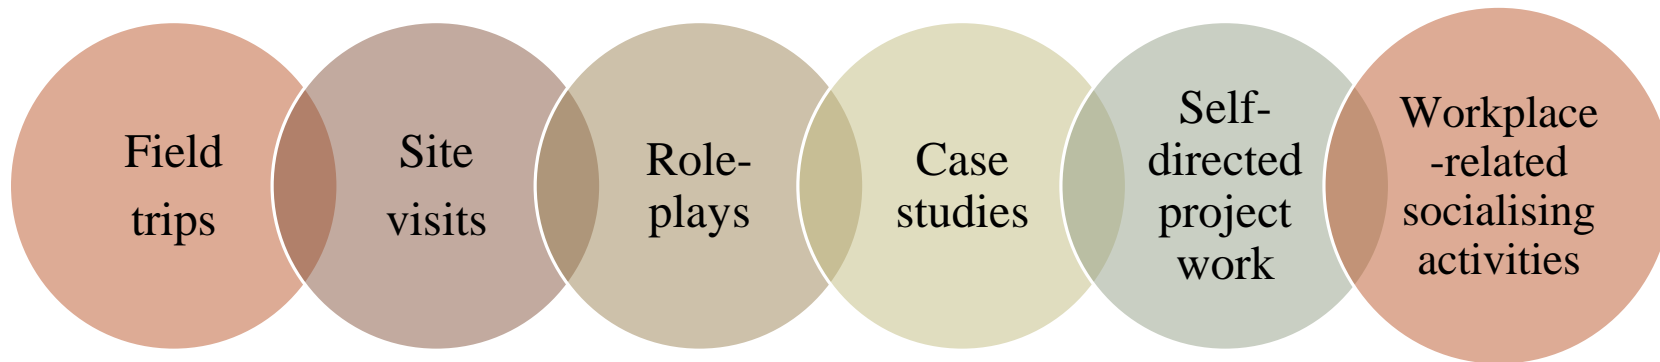 Field
trips
Site
visits
Role-
plays
Case
studies
Self-
directed
project
work
Workplace
-related
socialising
activities